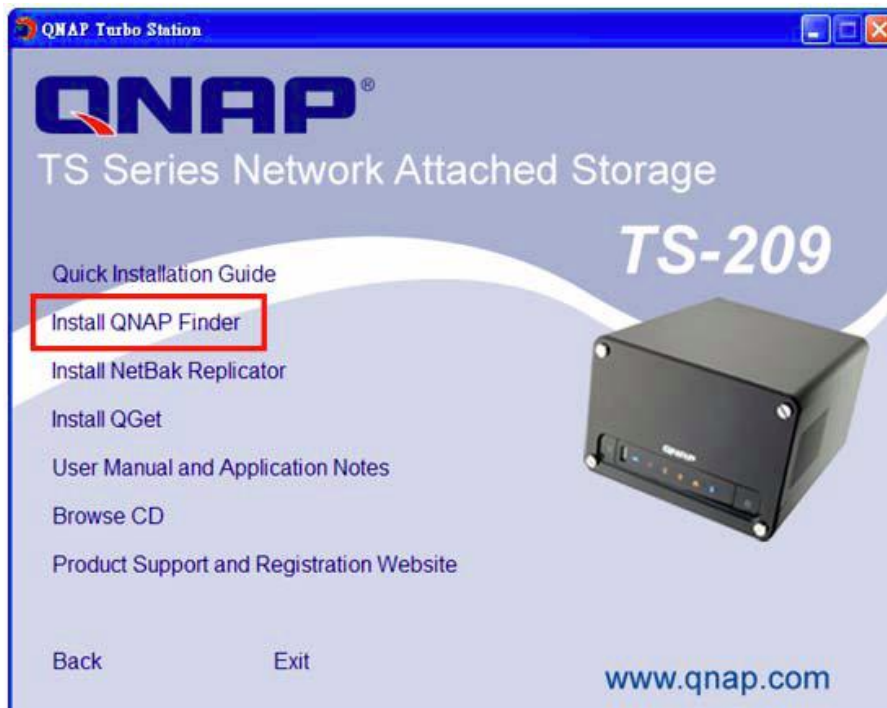 QNAP Turbo Station
QNAP®
TS Series Network Attached Storage
TS-209
Quick Installation Guide
Install QNAP Finder
Install NetBak Replicator
Install QGet
User Manual and Application Notes
Browse CD
Product Support and Registration Website
QNAP
Back
Exit
www.qnap.com